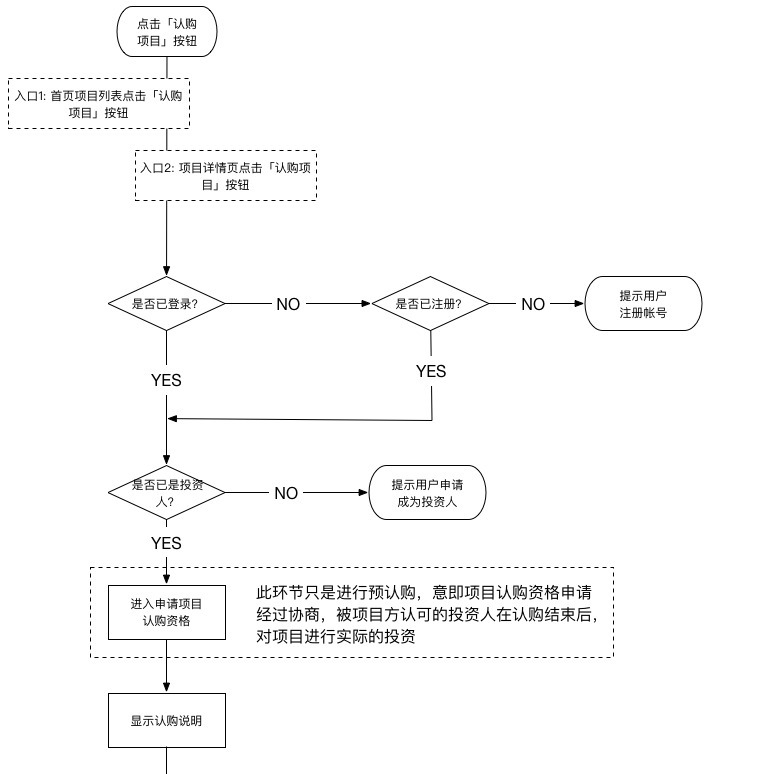 点击「认购
项目」按钮
入口1: 首页项目列表点击「认购
项目」按钮
入口2: 项目详情页点击「认购项
目」按钮
是否已登录?
NO
是否已注册?
NO
提示用户
注册帐号
YES
YES
是否已是投资
人?
NO
提示用户申请
成为投资人
YES
进入申请项目
认购资格
此环节只是进行预认购，意即项目认购资格申请
经过协商，被项目方认可的投资人在认购结束后，
对项目进行实际的投资
显示认购说明